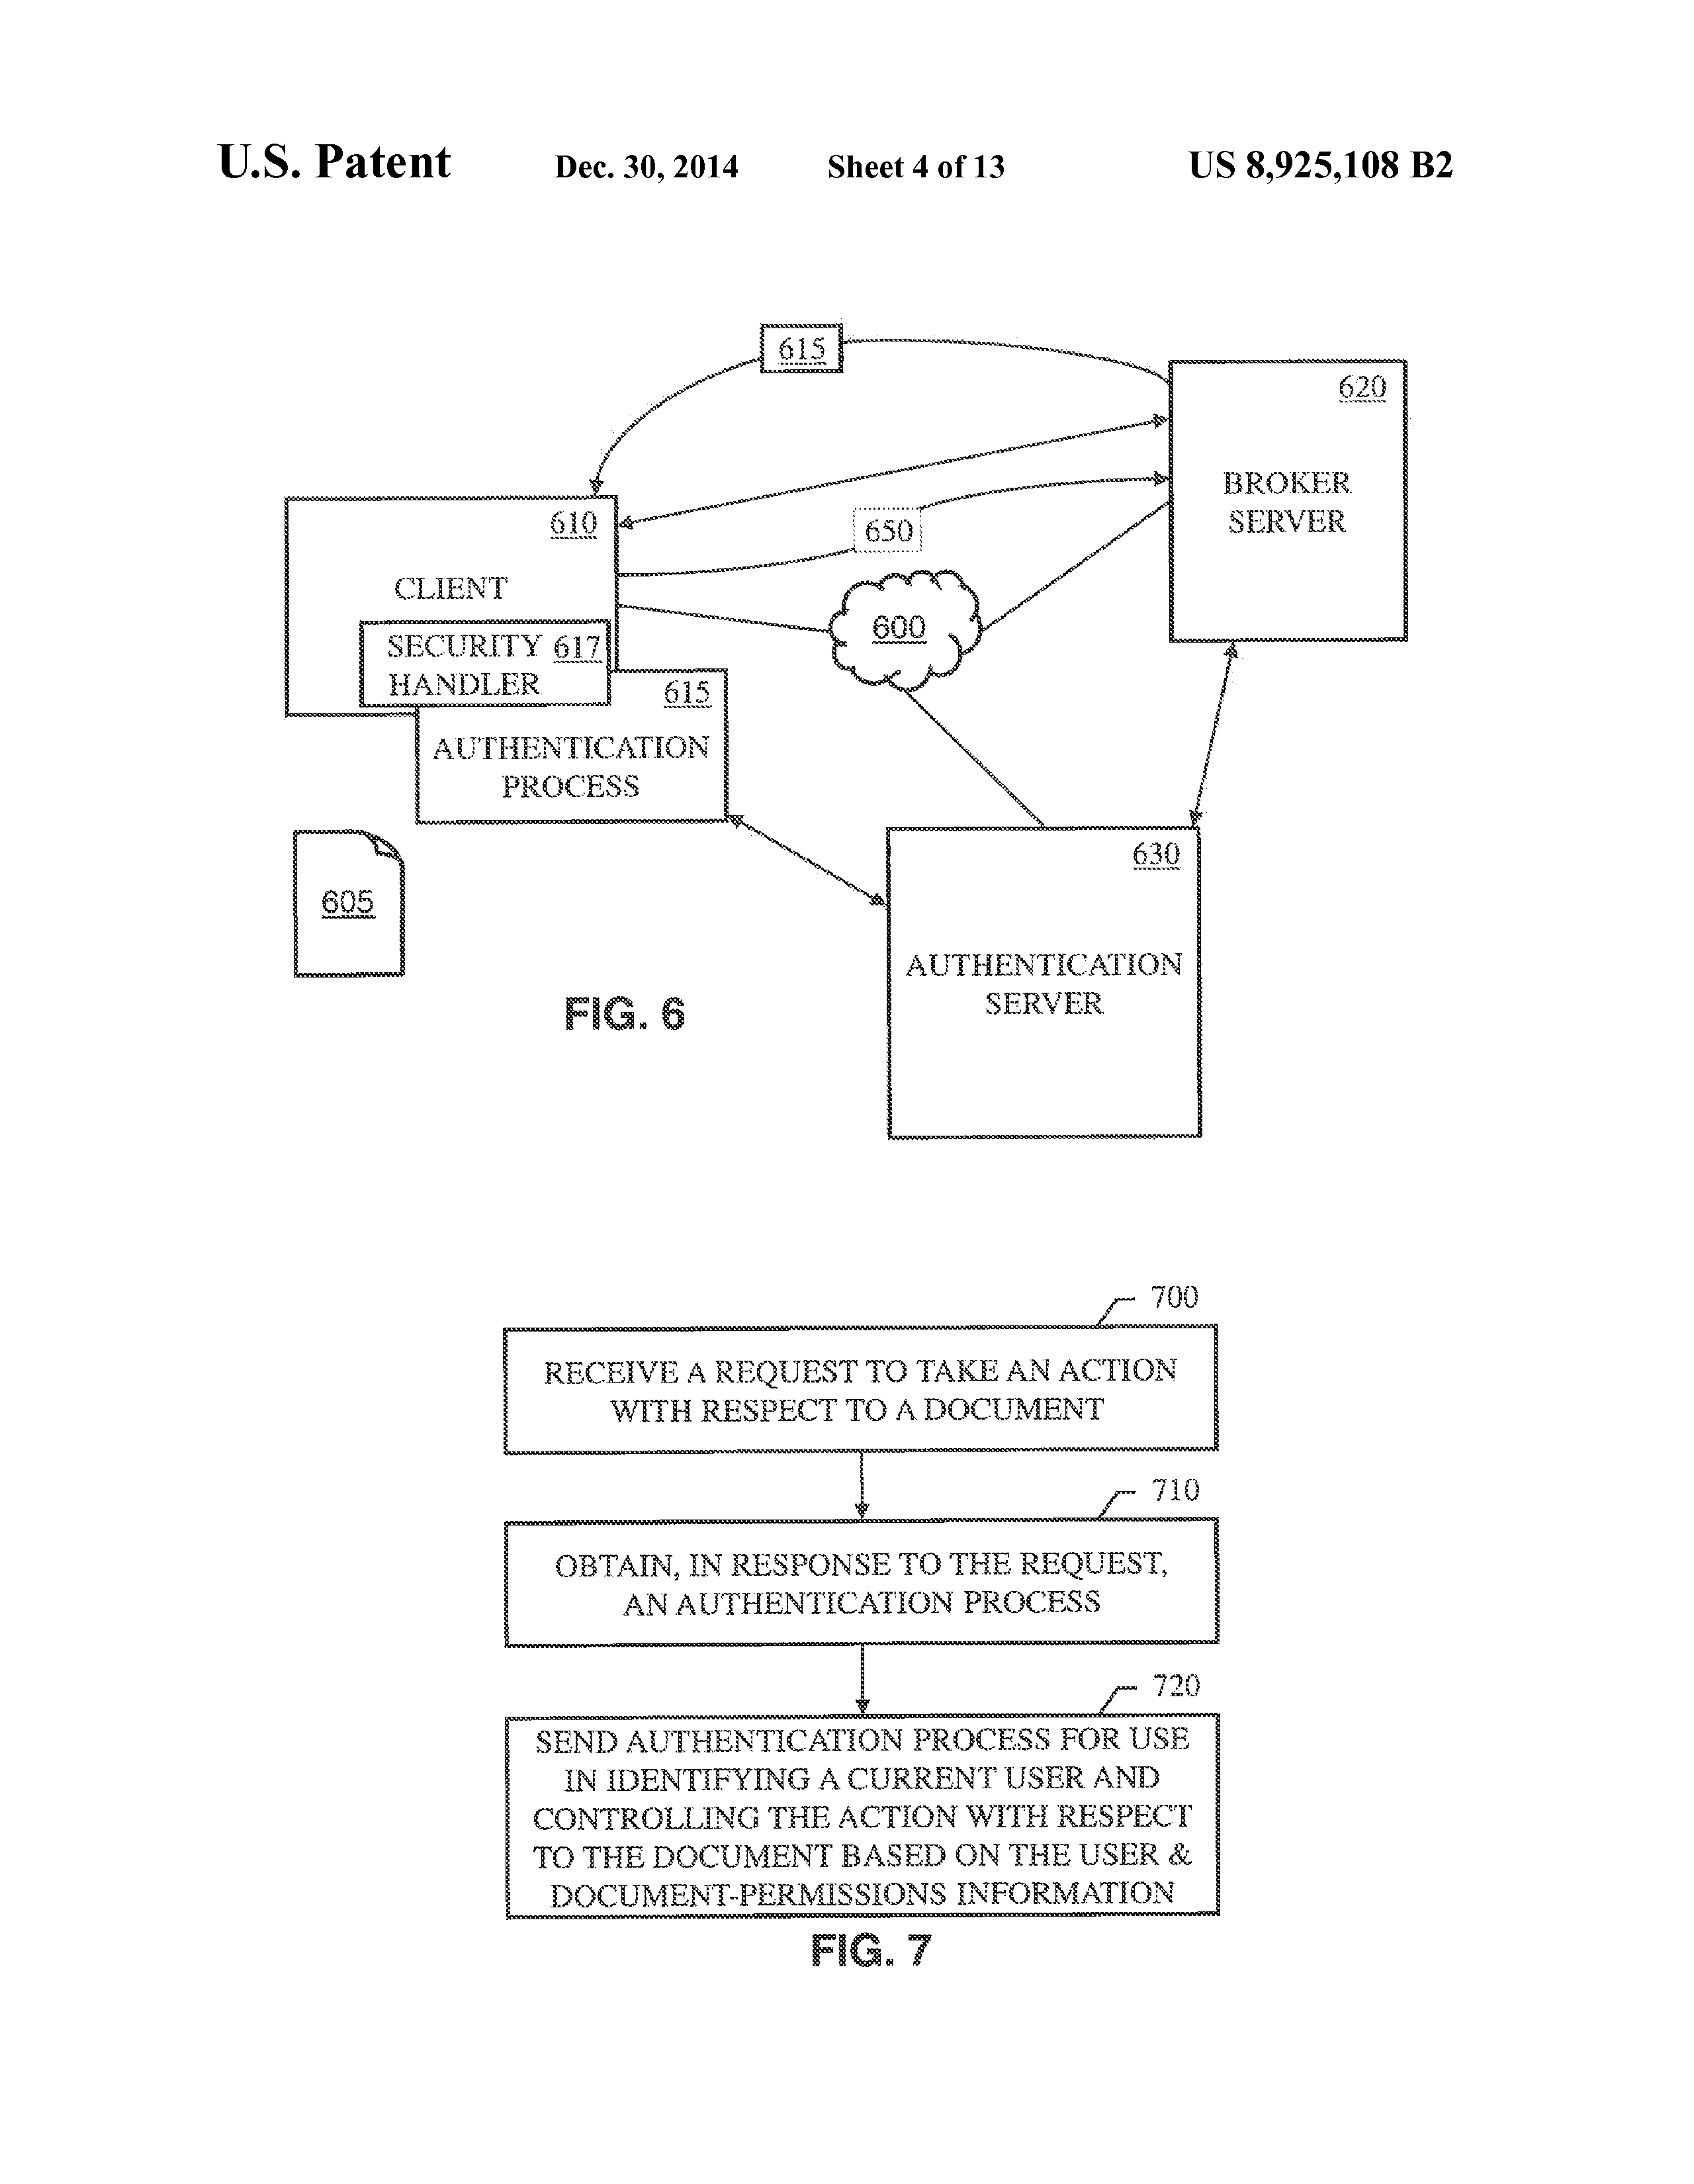 U.S. Patent Dec. 30, 2014 Sheet 4 of 13 US 8,925,108 B2
615
620
BROKER
SERVER
610
CLIENT
650
600
SECURITY 617
HANDLER
615
AUTHENTICATION
PROCESS
605
630
AUTHENTICATION
SERVER
FIG. 6
700
RECEIVE A REQUEST TO TAKE AN ACTION
WITH RESPECT TO A DOCUMENT
710
OBTAIN, IN RESPONSE TO THE REQUEST,
AN AUTHENTICATION PROCESS
720
SEND AUTHENTICATION PROCESS FOR USE
IN IDENTIFYING A CURRENT USER AND
CONTROLLING THE ACTION WITH RESPECT
TO THE DOCUMENT BASED ON THE USER &
DOCUMENT-PERMISSIONS INFORMATION
FIG. 7